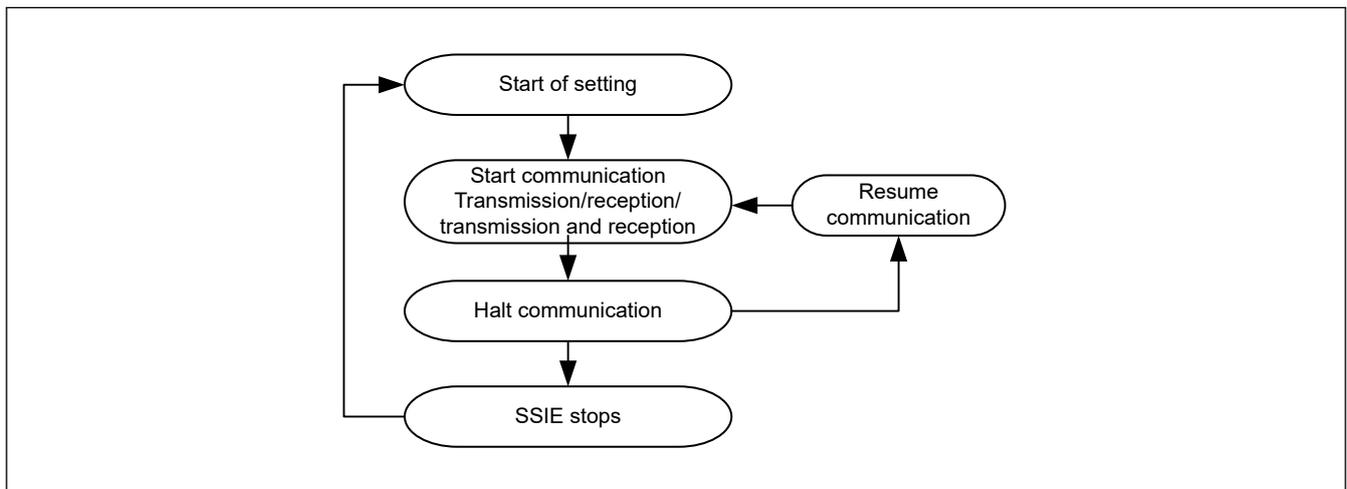 Start of setting
Start communication
Transmission/reception/
transmission and reception
Resume
communication
Halt communication
SSIE stops